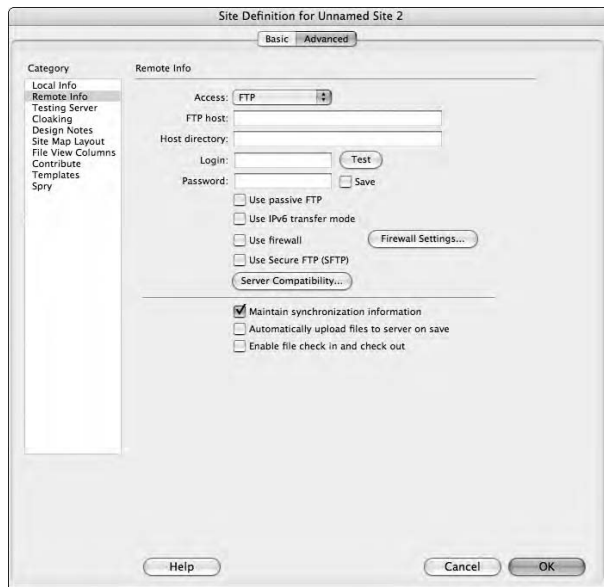 Site Definition for Unnamed Site 2
Basic Advanced
Category
Local Info
Remote Info
Testing Server
Cloaking
Design Notes
Site Map Layout
File View Columns
Contribute
Templates
Spry
Remote Info
Access: FTP
FTP host:
Host directory:
Login: Test
Password: Save
Use passive FTP
Use IPv6 transfer mode
Use firewall Firewall Settings...
Use Secure FTP (SFTP)
Server Compatibility...
Maintain synchronization information
Automatically upload files to server on save
Enable file check in and check out
Help Cancel OK